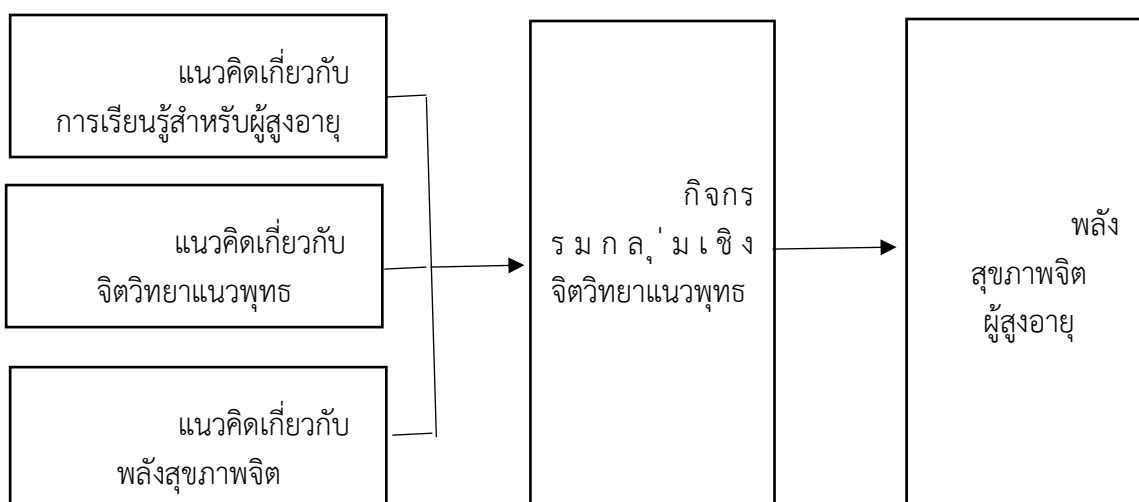 แนวคิดเกี่ยวกับ
การเรียนรู้สำหรับผู้สูงอายุ
แนวคิดเกี่ยวกับ
จิตวิทยาแนวพุทธ
แนวคิดเกี่ยวกับ
พลังสุขภาพจิต
กิจกร
ร ม ก ลุ่ ม เ ชิ ง
จิตวิทยาแนวพุทธ
พลัง
สุขภาพจิต
ผู้สูงอายุ